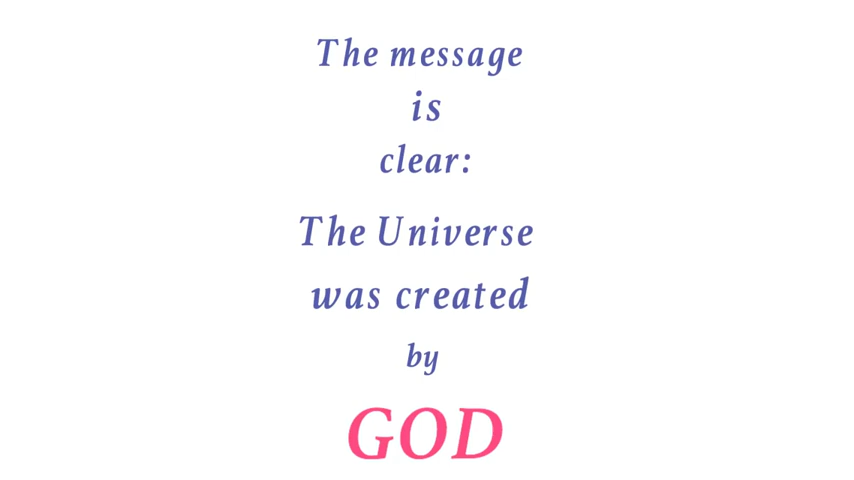 The message
is
clear:
The Universe
was created
by
GOD